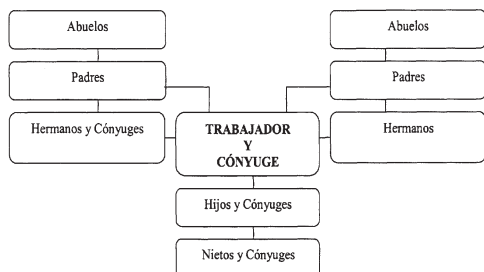 Abuelos
Abuelos
Padres
Padres
Hermanos y Cónyuges
TRABAJADOR
Y
CÓNYUGE
Hermanos
Hijos y Cónyuges
Nietos y Cónyuges